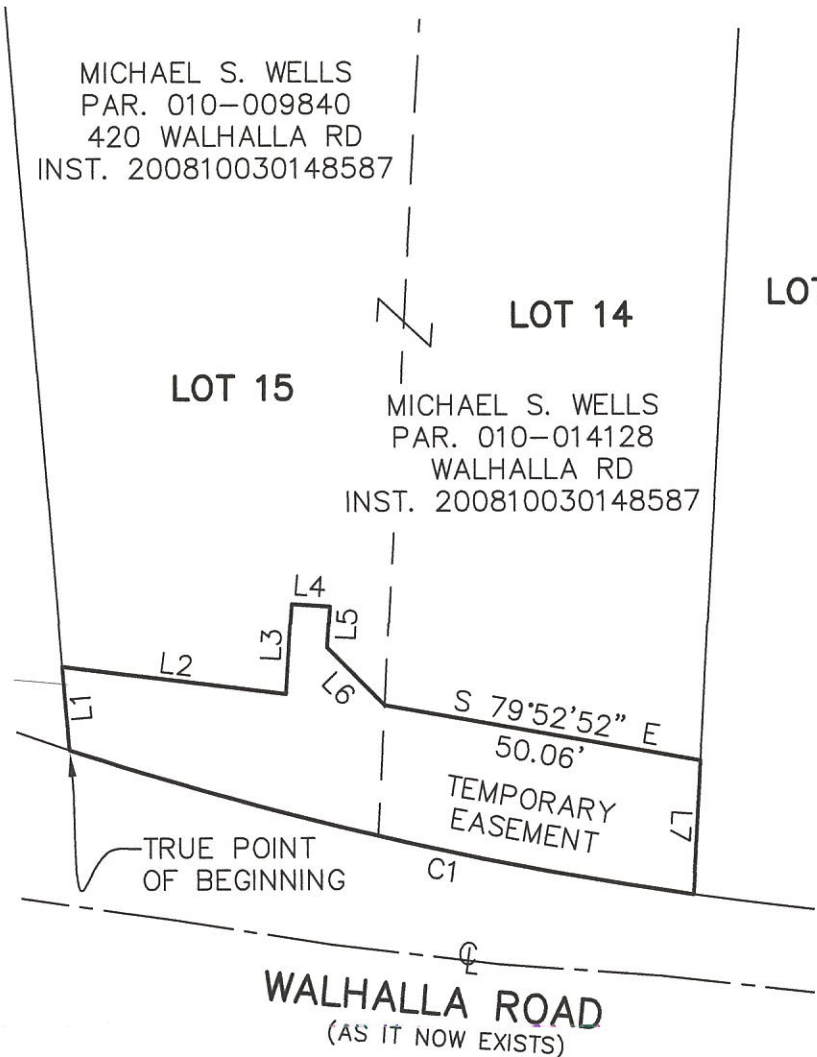 MICHAEL S. WELLS
PAR. 010-009840
420 WALHALLA RD
INST. 200810030148587
LOT 14
LOT 15
MICHAEL S. WELLS
PAR. 010-014128
WALHALLA RD
INST. 200810030148587
L4
L3
L5
L2
L6
L1
S 79°52'52" E
50.06'
TEMPORARY
EASEMENT
L7
TRUE POINT
OF BEGINNING
C1
℄
WALHALLA ROAD
(AS IT NOW EXISTS)